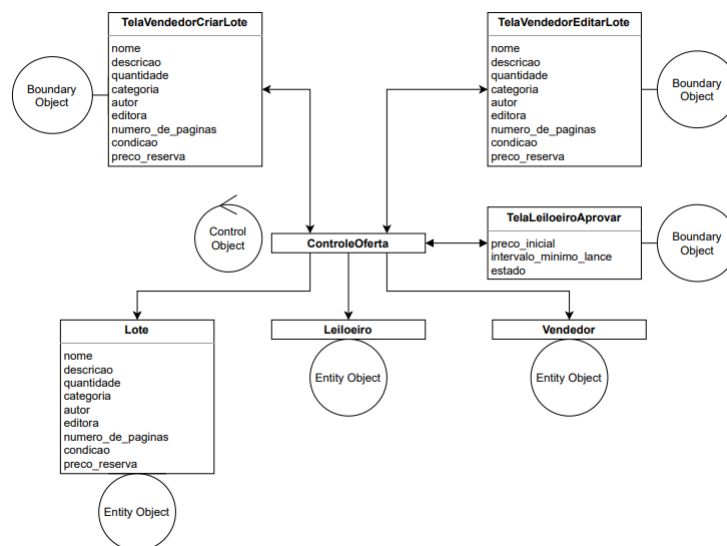 TelaVendedorCriarLote
nome
descricao
quantidade
categoria
autor
editora
numero_de_paginas
condicao
preco_reserva
Boundary
Object
TelaVendedorEditarLote
nome
descricao
quantidade
categoria
autor
editora
numero_de_paginas
condicao
preco_reserva
Boundary
Object
Control
Object
ControleOferta
TelaLeiloeiroAprovar
preco_inicial
intervalo_minimo_lance
estado
Boundary
Object
Lote
nome
descricao
quantidade
categoria
autor
editora
numero_de_paginas
condicao
preco_reserva
Entity Object
Leiloeiro
Entity Object
Vendedor
Entity Object